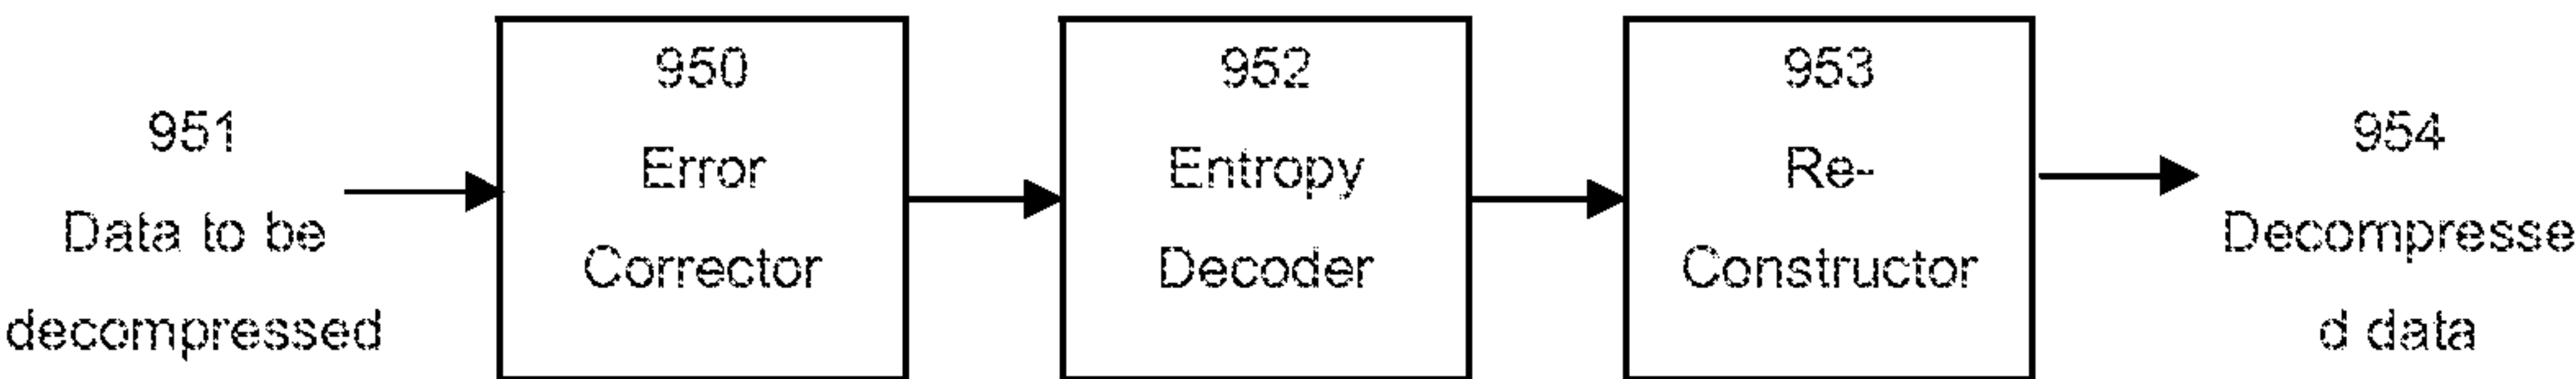 951
Data to be
decompressed
950
Error
Corrector
952
Entropy
Decoder
953
Re-
Constructor
954
Decompresse
d data